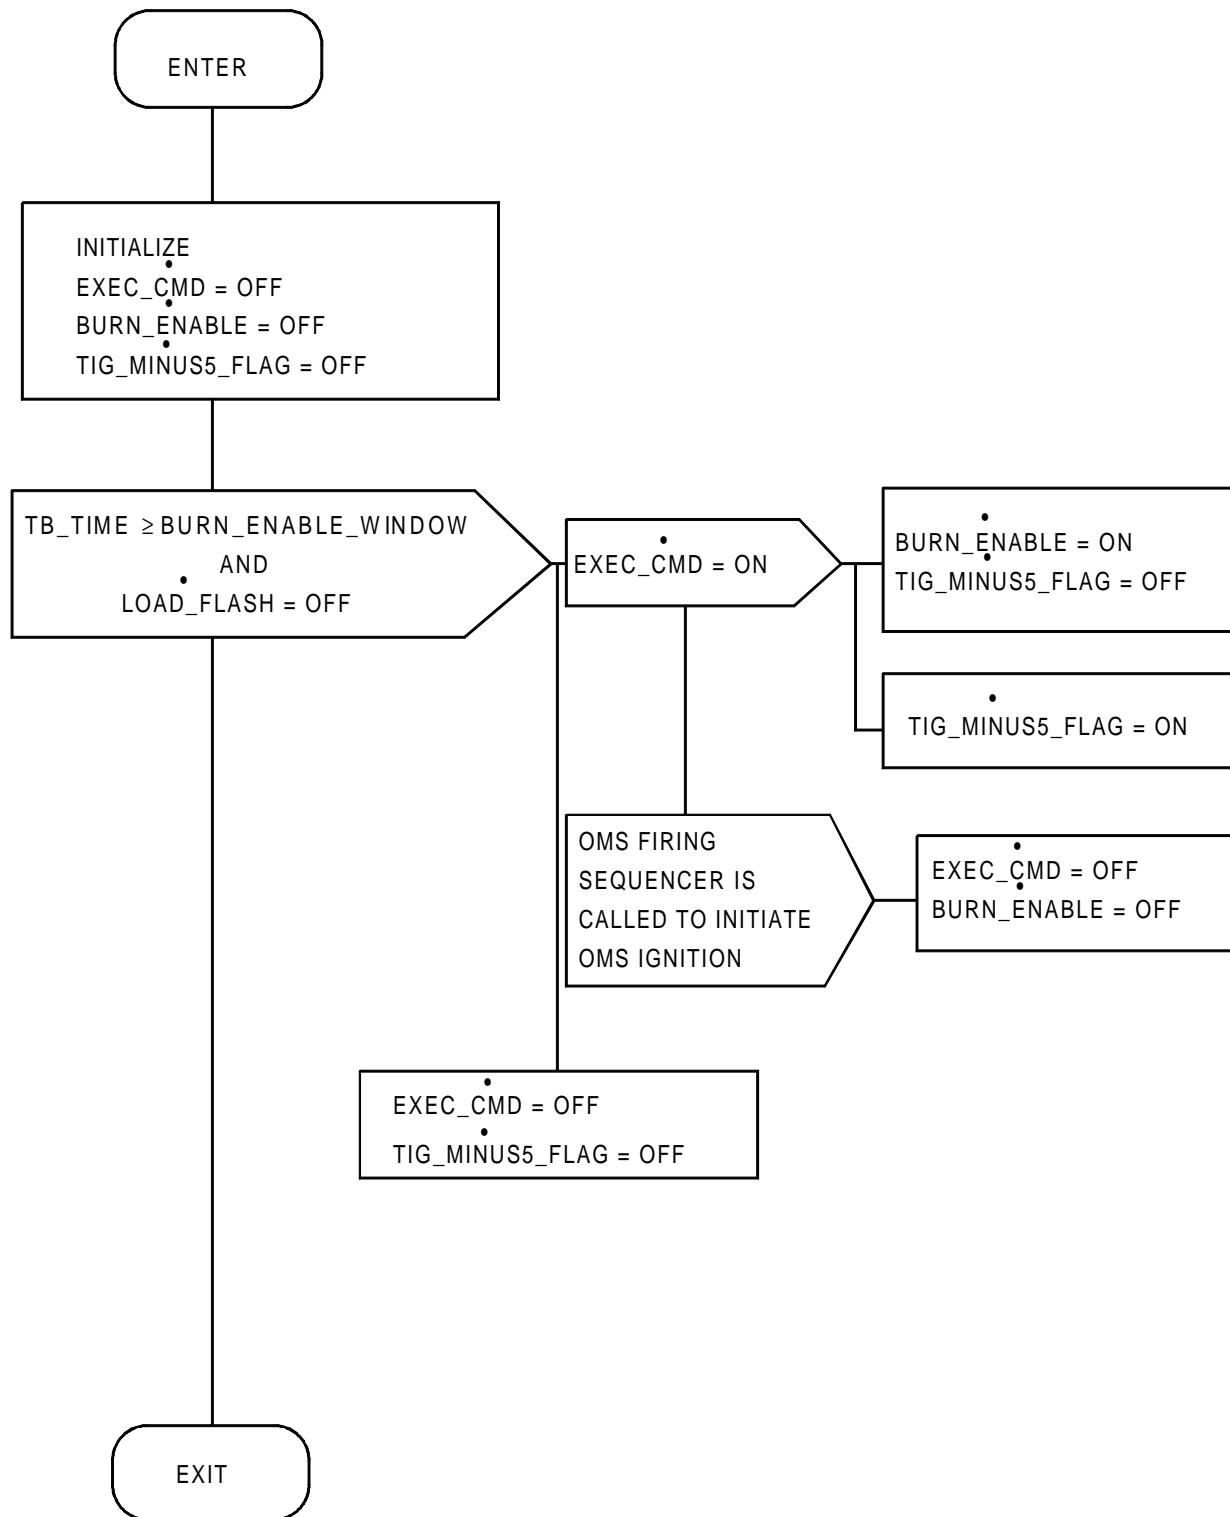 ENTER
INITIALIZE
EXEC_CMD = OFF
BURN_ENABLE = OFF
TIG_MINUS5_FLAG = OFF
TB_TIME ≥ BURN_ENABLE_WINDOW
AND
LOAD_FLASH = OFF
EXEC_CMD = ON
BURN_ENABLE = ON
TIG_MINUS5_FLAG = OFF
TIG_MINUS5_FLAG = ON
OMS FIRING
SEQUENCER IS
CALLED TO INITIATE
OMS IGNITION
EXEC_CMD = OFF
BURN_ENABLE = OFF
EXEC_CMD = OFF
TIG_MINUS5_FLAG = OFF
EXIT